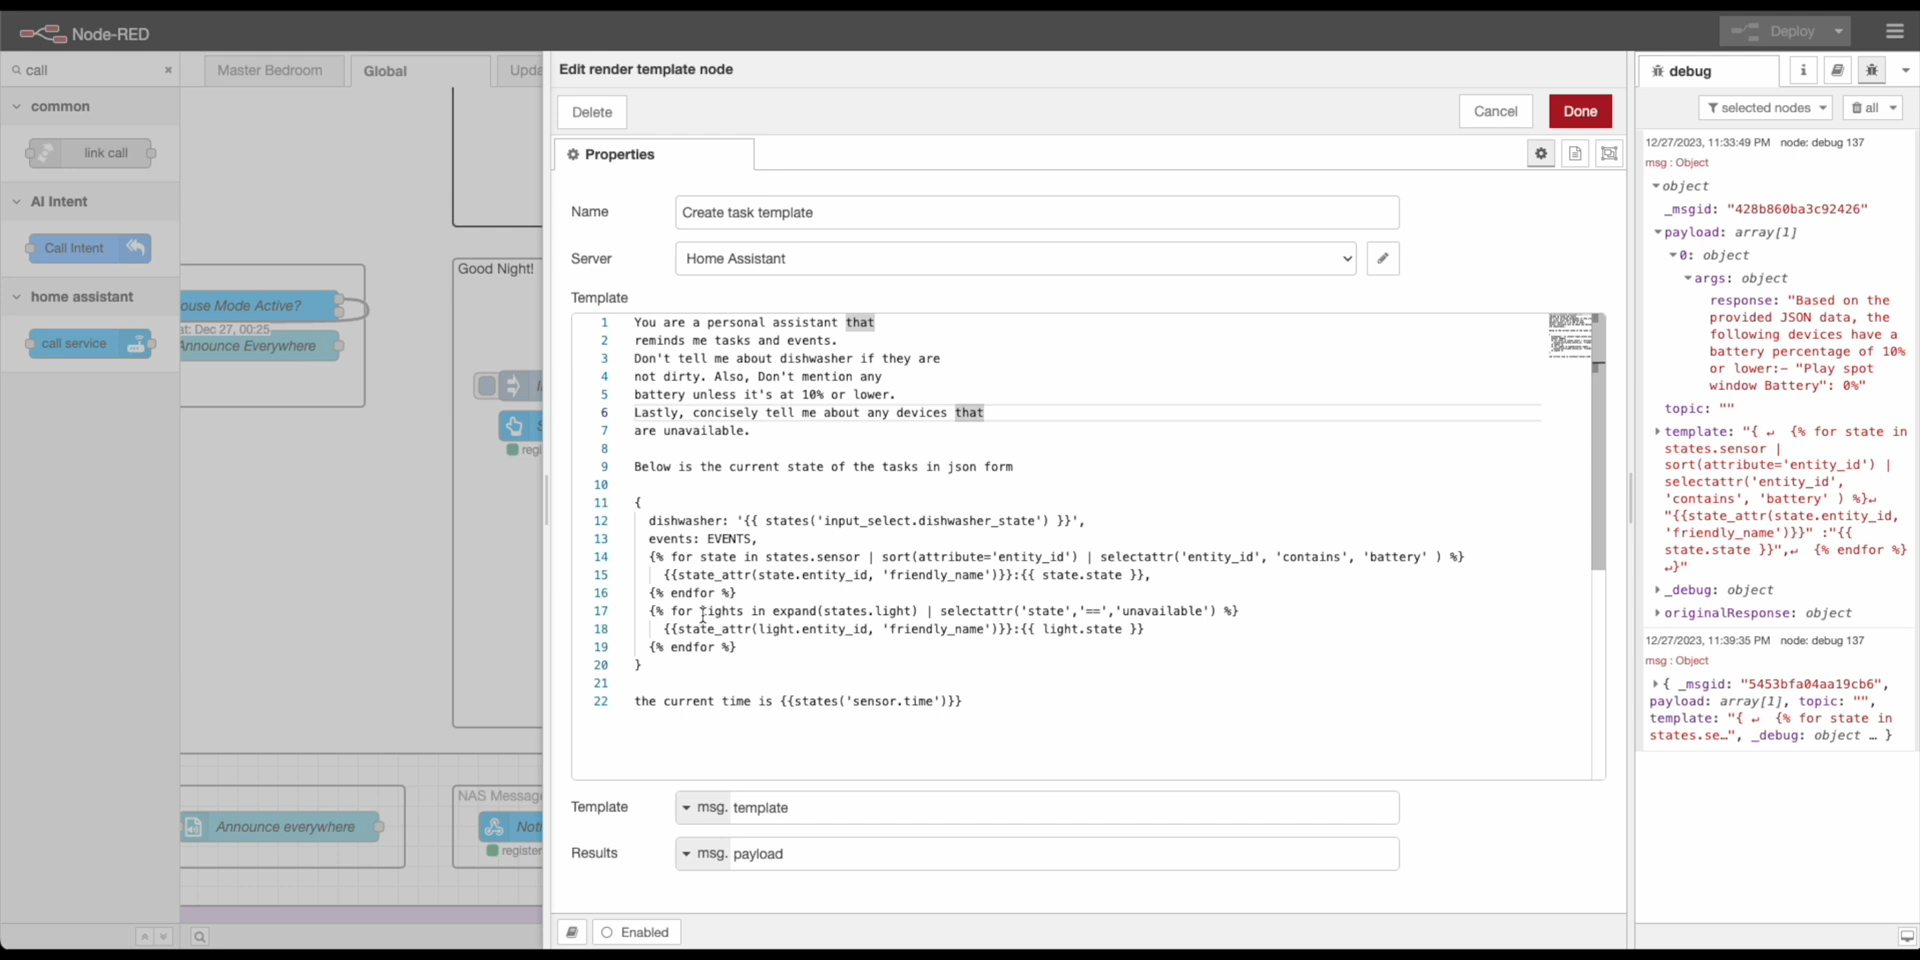 Node-RED
Deploy
call
Master Bedroom
Global
Upda
common
link call
AI Intent
Call Intent
home assistant
call service
ouse Mode Active?
at: Dec 27, 00:25
Announce Everywhere
Good Night!
regi
Announce everywhere
NAS Message
Noti
register
Edit render template node
Delete
Cancel
Done
Properties
Name
Create task template
Server
Home Assistant
Template
1 You are a personal assistant that
2 reminds me tasks and events.
3 Don't tell me about dishwasher if they are
4 not dirty. Also, Don't mention any
5 battery unless it's at 10% or lower.
6 Lastly, concisely tell me about any devices that
7 are unavailable.
8
9 Below is the current state of the tasks in json form
10
11 {
12 dishwasher: '{{ states('input_select.dishwasher_state') }}',
13 events: EVENTS,
14 {% for state in states.sensor | sort(attribute='entity_id') | selectattr('entity_id', 'contains', 'battery' ) %}
15 {{state_attr(state.entity_id, 'friendly_name')}}:{{ state.state }},
16 {% endfor %}
17 {% for lights in expand(states.light) | selectattr('state','==','unavailable') %}
18 {{state_attr(light.entity_id, 'friendly_name')}}:{{ light.state }}
19 {% endfor %}
20 }
21
22 the current time is {{states('sensor.time')}}
Template
msg. template
Results
msg. payload
Enabled
debug
selected nodes
all
12/27/2023, 11:33:49 PM node: debug 137
msg : Object
object
_msgid: "428b860ba3c92426"
payload: array[1]
0: object
args: object
response: "Based on the
provided JSON data, the
following devices have a
battery percentage of 10%
or lower:– "Play spot
window Battery": 0%"
topic: ""
template: "{ ↵ {% for state in
states.sensor |
sort(attribute='entity_id') |
selectattr('entity_id',
'contains', 'battery' ) %}↵
"{{state_attr(state.entity_id,
'friendly_name')}}" :"{{
state.state }}",↵ {% endfor %}
↵}"
_debug: object
originalResponse: object
12/27/2023, 11:39:35 PM node: debug 137
msg : Object
{ _msgid: "5453bfa04aa19cb6",
payload: array[1], topic: "",
template: "{ ↵ {% for state in
states.se…", _debug: object … }